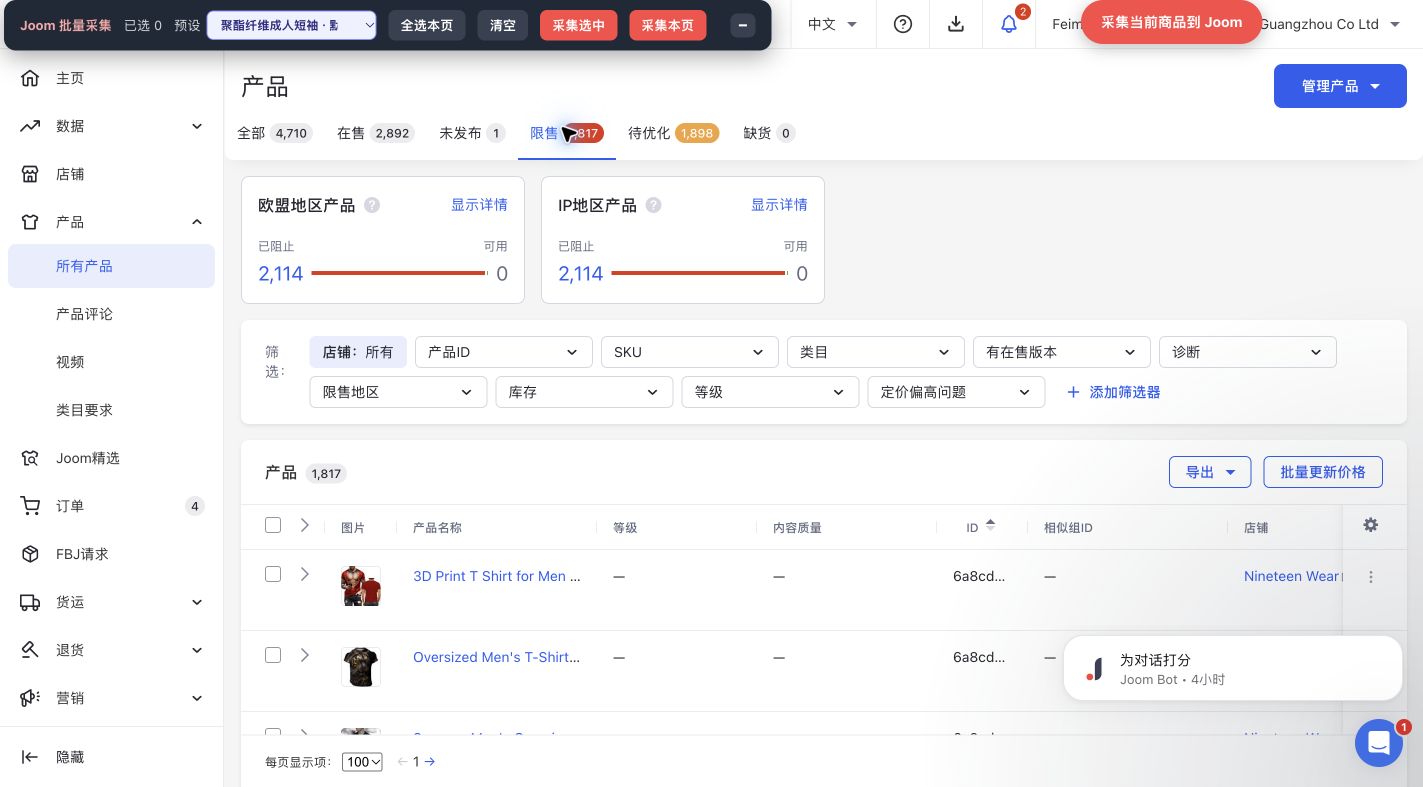 Joom 批量采集 已选 0 预设 聚酯纤维成人短袖 · 全选本页 清空 采集选中 采集本页 −
中文 2 Feim 采集当前商品到 Joom Guangzhou Co Ltd
主页
数据
店铺
产品
所有产品
产品评论
视频
类目要求
Joom精选
订单 4
FBJ请求
货运
退货
营销
隐藏
产品
管理产品
全部 4,710 在售 2,892 未发布 1 限售 817 待优化 1,898 缺货 0
欧盟地区产品 ? 显示详情
已阻止 可用
2,114 0
IP地区产品 ? 显示详情
已阻止 可用
2,114 0
筛选:
店铺: 所有 产品ID SKU 类目 有在售版本 诊断
限售地区 库存 等级 定价偏高问题 + 添加筛选器
产品 1,817
导出 批量更新价格
图片 产品名称 等级 内容质量 ID 相似组ID 店铺
3D Print T Shirt for Men ... — — 6a8cd... — Nineteen Wear
Oversized Men's T-Shirt... — — 6a8cd... —
为对话打分
Joom Bot • 4小时
1
每页显示项: 100 ← 1 →